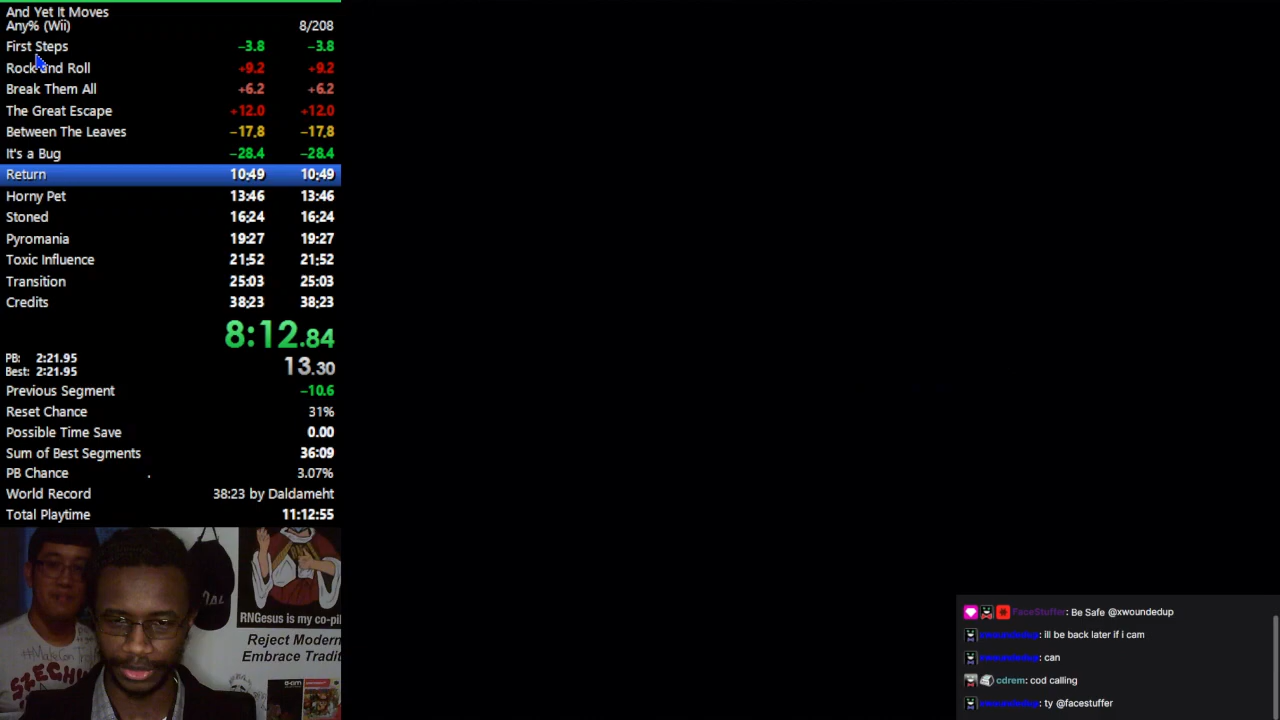 And Yet It Moves
Any% (Wii) 8/208
First Steps −3.8 −3.8
Rock and Roll +9.2 +9.2
Break Them All +6.2 +6.2
The Great Escape +12.0 +12.0
Between The Leaves −17.8 −17.8
It's a Bug −28.4 −28.4
Return 10:49 10:49
Horny Pet 13:46 13:46
Stoned 16:24 16:24
Pyromania 19:27 19:27
Toxic Influence 21:52 21:52
Transition 25:03 25:03
Credits 38:23 38:23
8:12.84
PB: 2:21.95
Best: 2:21.95
13.30
Previous Segment −10.6
Reset Chance 31%
Possible Time Save 0.00
Sum of Best Segments 36:09
PB Chance 3.07%
World Record 38:23 by Daldameht
Total Playtime 11:12:55
RNGesus is my co-pil
Reject Modern
Embrace Tradit
SZECHW
FaceStuffer: Be Safe @xwoundedup
xwoundedup: ill be back later if i cam
xwoundedup: can
cdrem: cod calling
xwoundedup: ty @facestuffer